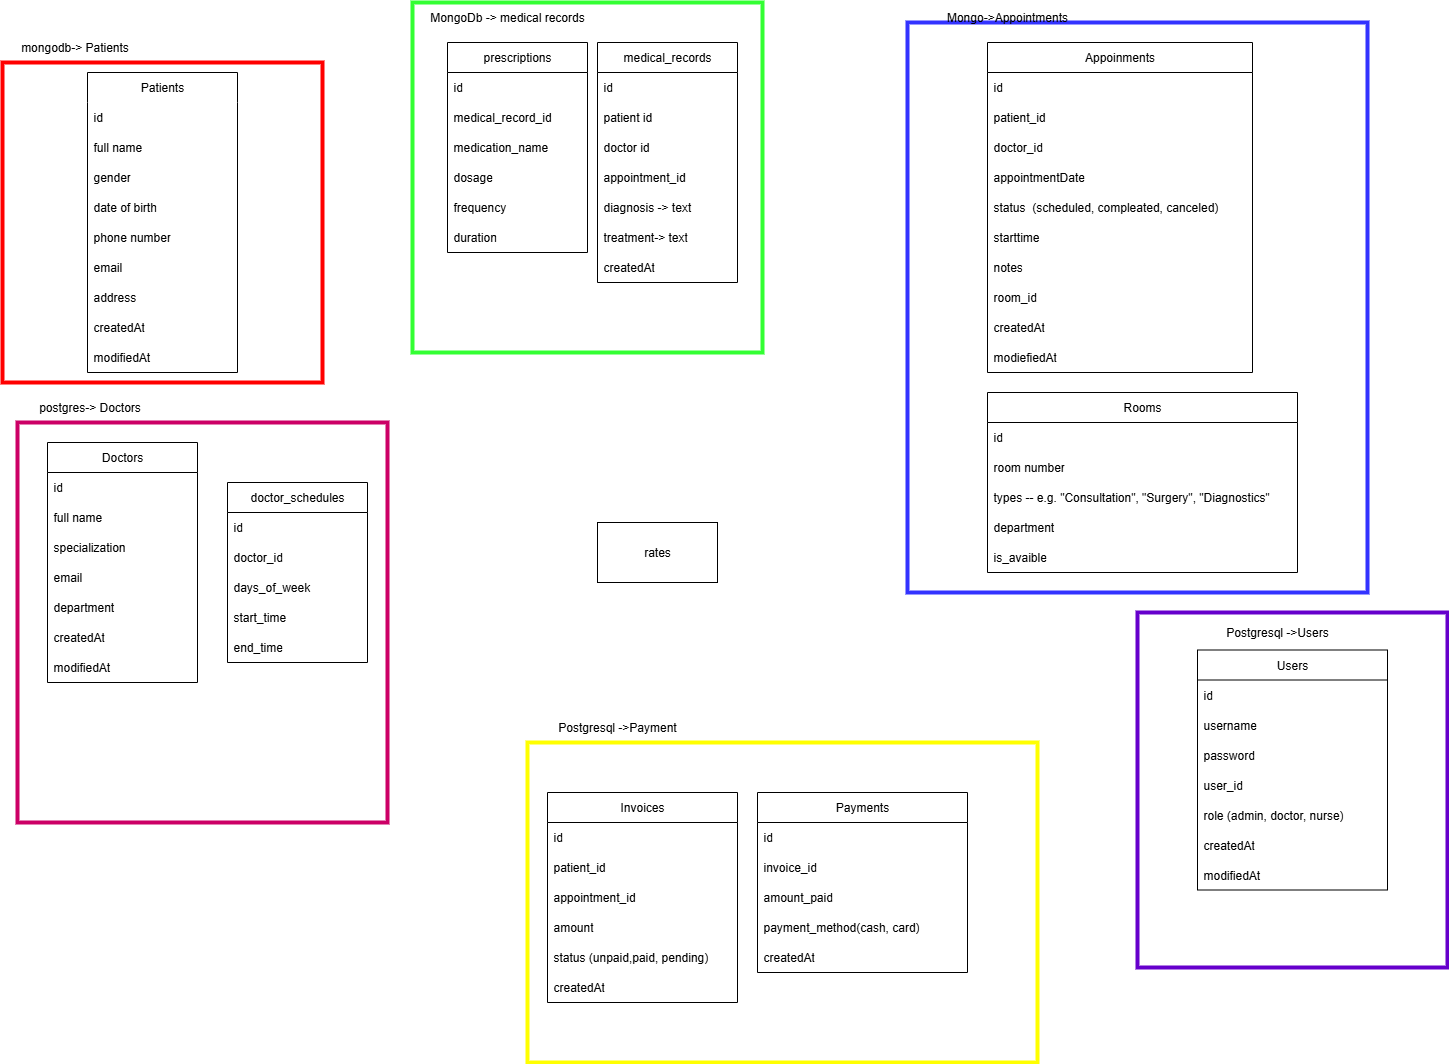 mongodb-> Patients
Patients
id
full name
gender
date of birth
phone number
email
address
createdAt
modifiedAt
MongoDb -> medical records
prescriptions
id
medical_record_id
medication_name
dosage
frequency
duration
medical_records
id
patient id
doctor id
appointment_id
diagnosis -> text
treatment-> text
createdAt
Mongo->Appointments
Appoinments
id
patient_id
doctor_id
appointmentDate
status  (scheduled, compleated, canceled)
starttime
notes
room_id
createdAt
modiefiedAt
Rooms
id
room number
types -- e.g. "Consultation", "Surgery", "Diagnostics"
department
is_avaible
postgres-> Doctors
Doctors
id
full name
specialization
email
department
createdAt
modifiedAt
doctor_schedules
id
doctor_id
days_of_week
start_time
end_time
rates
Postgresql ->Users
Users
id
username
password
user_id
role (admin, doctor, nurse)
createdAt
modifiedAt
Postgresql ->Payment
Invoices
id
patient_id
appointment_id
amount
status (unpaid,paid, pending)
createdAt
Payments
id
invoice_id
amount_paid
payment_method(cash, card)
createdAt